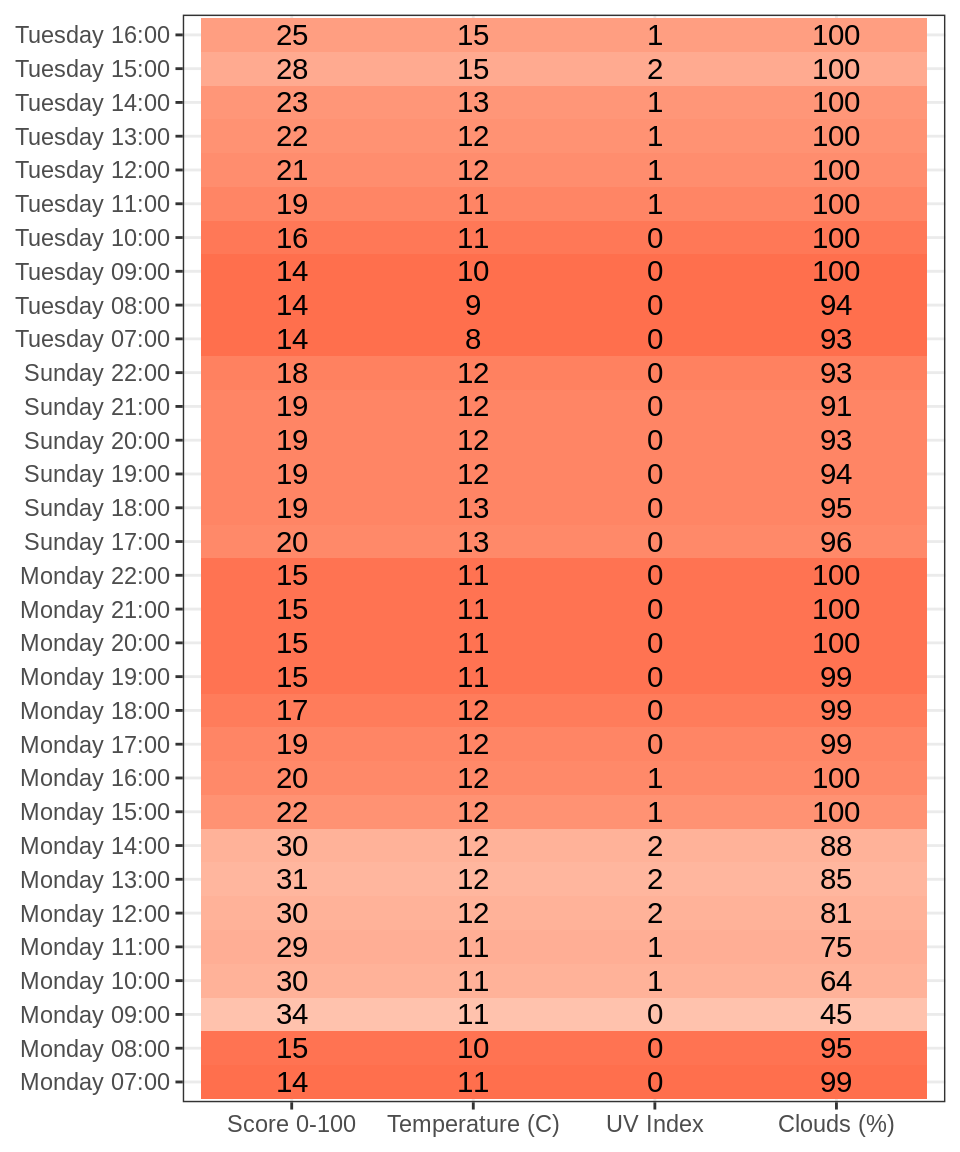 Tuesday 16:00 25 15 1 100
Tuesday 15:00 28 15 2 100
Tuesday 14:00 23 13 1 100
Tuesday 13:00 22 12 1 100
Tuesday 12:00 21 12 1 100
Tuesday 11:00 19 11 1 100
Tuesday 10:00 16 11 0 100
Tuesday 09:00 14 10 0 100
Tuesday 08:00 14 9 0 94
Tuesday 07:00 14 8 0 93
Sunday 22:00 18 12 0 93
Sunday 21:00 19 12 0 91
Sunday 20:00 19 12 0 93
Sunday 19:00 19 12 0 94
Sunday 18:00 19 13 0 95
Sunday 17:00 20 13 0 96
Monday 22:00 15 11 0 100
Monday 21:00 15 11 0 100
Monday 20:00 15 11 0 100
Monday 19:00 15 11 0 99
Monday 18:00 17 12 0 99
Monday 17:00 19 12 0 99
Monday 16:00 20 12 1 100
Monday 15:00 22 12 1 100
Monday 14:00 30 12 2 88
Monday 13:00 31 12 2 85
Monday 12:00 30 12 2 81
Monday 11:00 29 11 1 75
Monday 10:00 30 11 1 64
Monday 09:00 34 11 0 45
Monday 08:00 15 10 0 95
Monday 07:00 14 11 0 99
Score 0-100 Temperature (C) UV Index Clouds (%)